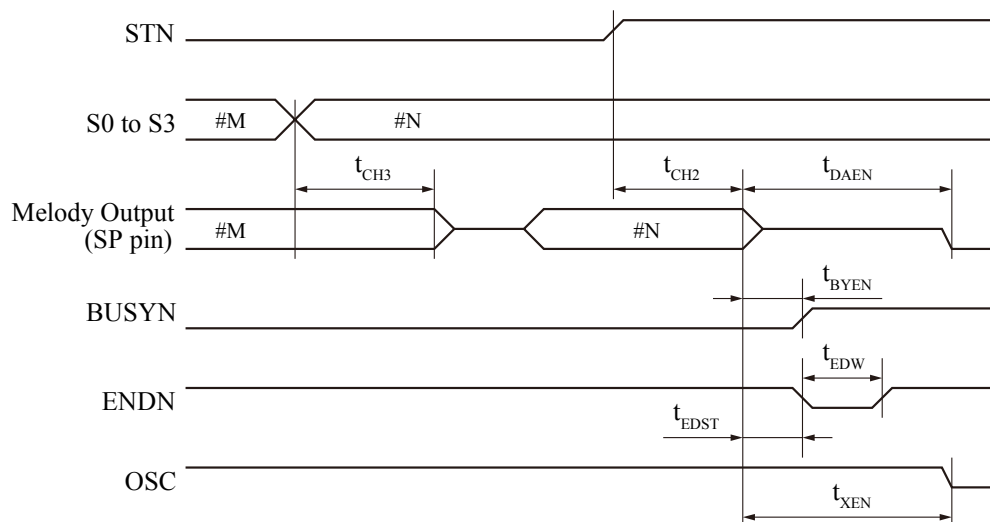 STN
S0 to S3
#M
#N
tCH3
tCH2
tDAEN
Melody Output
(SP pin)
#M
#N
tBYEN
BUSYN
tEDW
ENDN
tEDST
OSC
tXEN